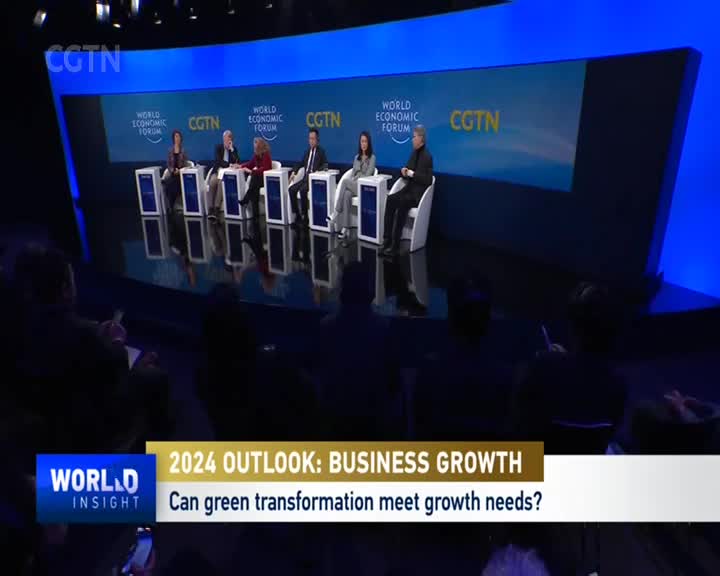 CGTN
WORLD
ECONOMIC
FORUM
CGTN
WORLD
ECONOMIC
FORUM
CGTN
WORLD
ECONOMIC
FORUM
CGTN
WORLD
INSIGHT
2024 OUTLOOK: BUSINESS GROWTH
Can green transformation meet growth needs?